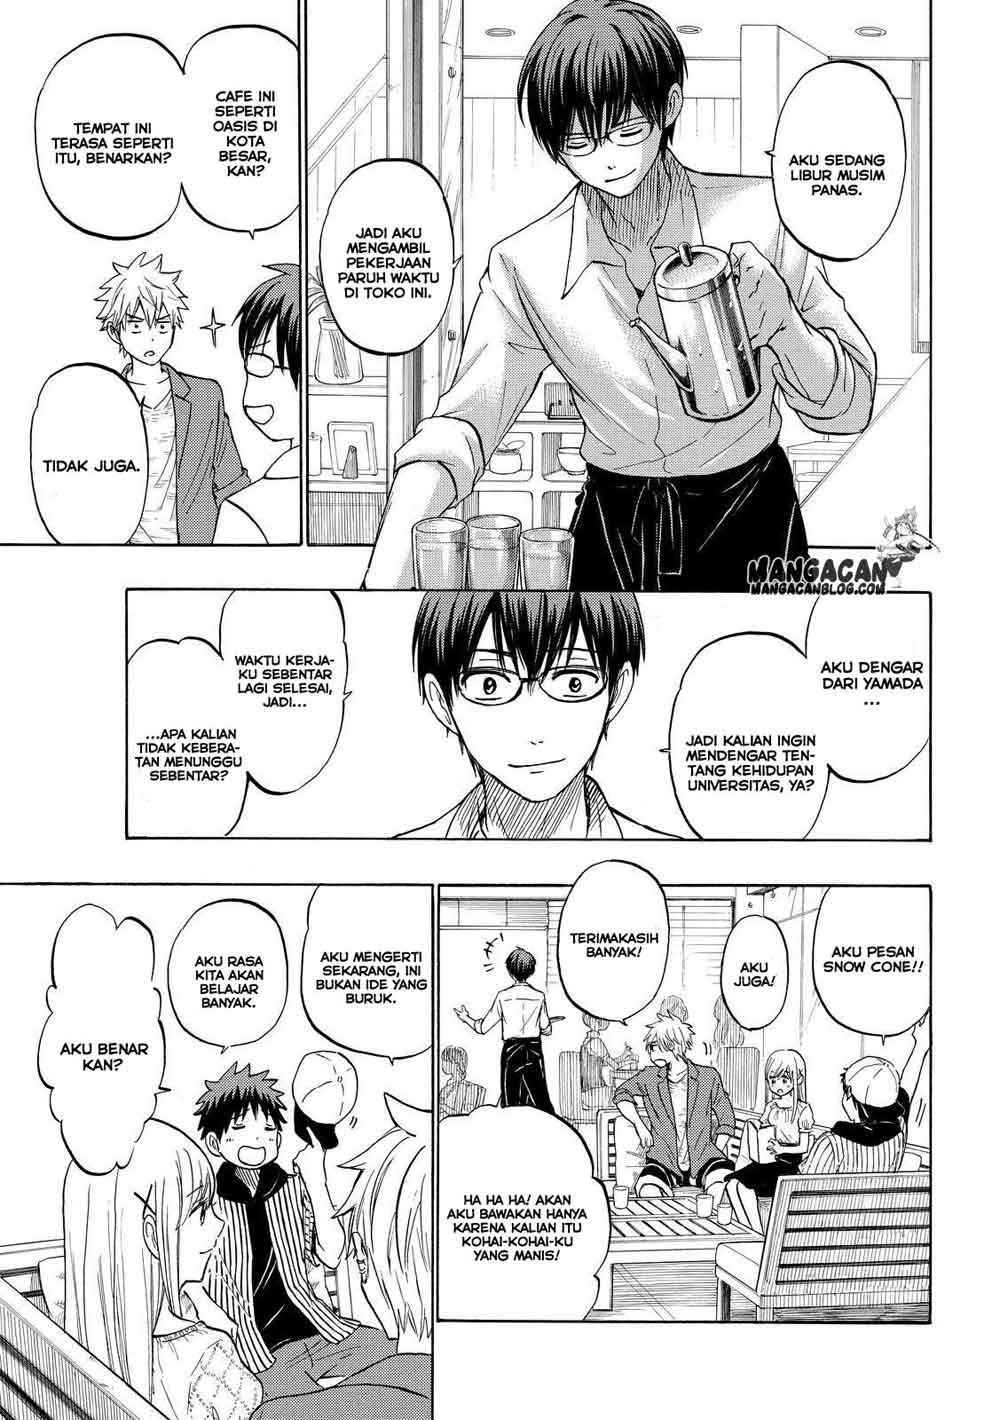 AKU SEDANG
LIBUR MUSIM
PANAS.
JADI AKU
MENGAMBIL
PEKERJAAN
PARUH WAKTU
DI TOKO INI.
CAFE INI
SEPERTI
OASIS DI
KOTA
BESAR,
KAN?
TEMPAT INI
TERASA SEPERTI
ITU, BENARKAN?
TIDAK JUGA.
MANGACAN
MANGACANBLOG.COM
AKU DENGAR
DARI YAMADA
...
JADI KALIAN INGIN
MENDENGAR TEN-
TANG KEHIDUPAN
UNIVERSITAS, YA?
WAKTU KERJA-
KU SEBENTAR
LAGI SELESAI,
JADI...
...APA KALIAN
TIDAK KEBERA-
TAN MENUNGGU
SEBENTAR?
AKU PESAN
SNOW CONE!!
AKU
JUGA!
TERIMAKASIH
BANYAK!
HA HA HA! AKAN
AKU BAWAKAN HANYA
KARENA KALIAN ITU
KOHAI-KOHAI-KU
YANG MANIS!
AKU MENGERTI
SEKARANG, INI
BUKAN IDE YANG
BURUK.
AKU RASA
KITA AKAN
BELAJAR
BANYAK.
AKU BENAR
KAN?